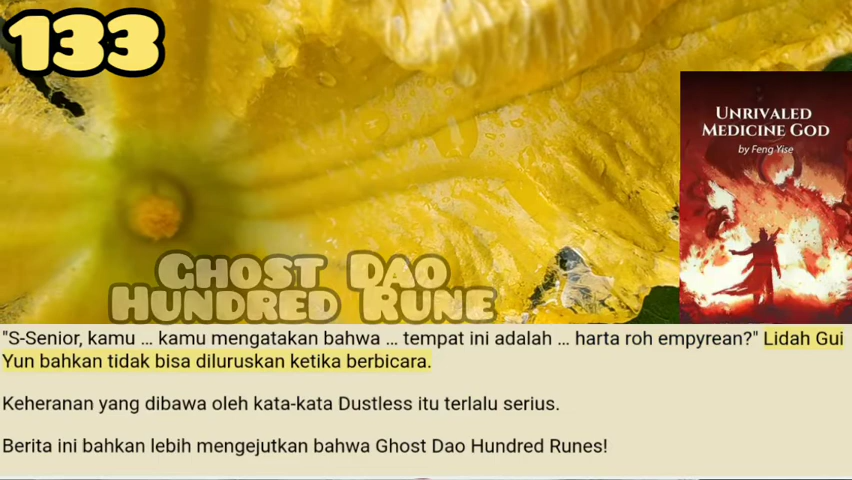 133
UNRIVALED
MEDICINE GOD
by Feng Yise
GHOST DAO
HUNDRED RUNE
"S-Senior, kamu ... kamu mengatakan bahwa ... tempat ini adalah ... harta roh empyrean?" Lidah Gui
Yun bahkan tidak bisa diluruskan ketika berbicara.
Keheranan yang dibawa oleh kata-kata Dustless itu terlalu serius.
Berita ini bahkan lebih mengejutkan bahwa Ghost Dao Hundred Runes!